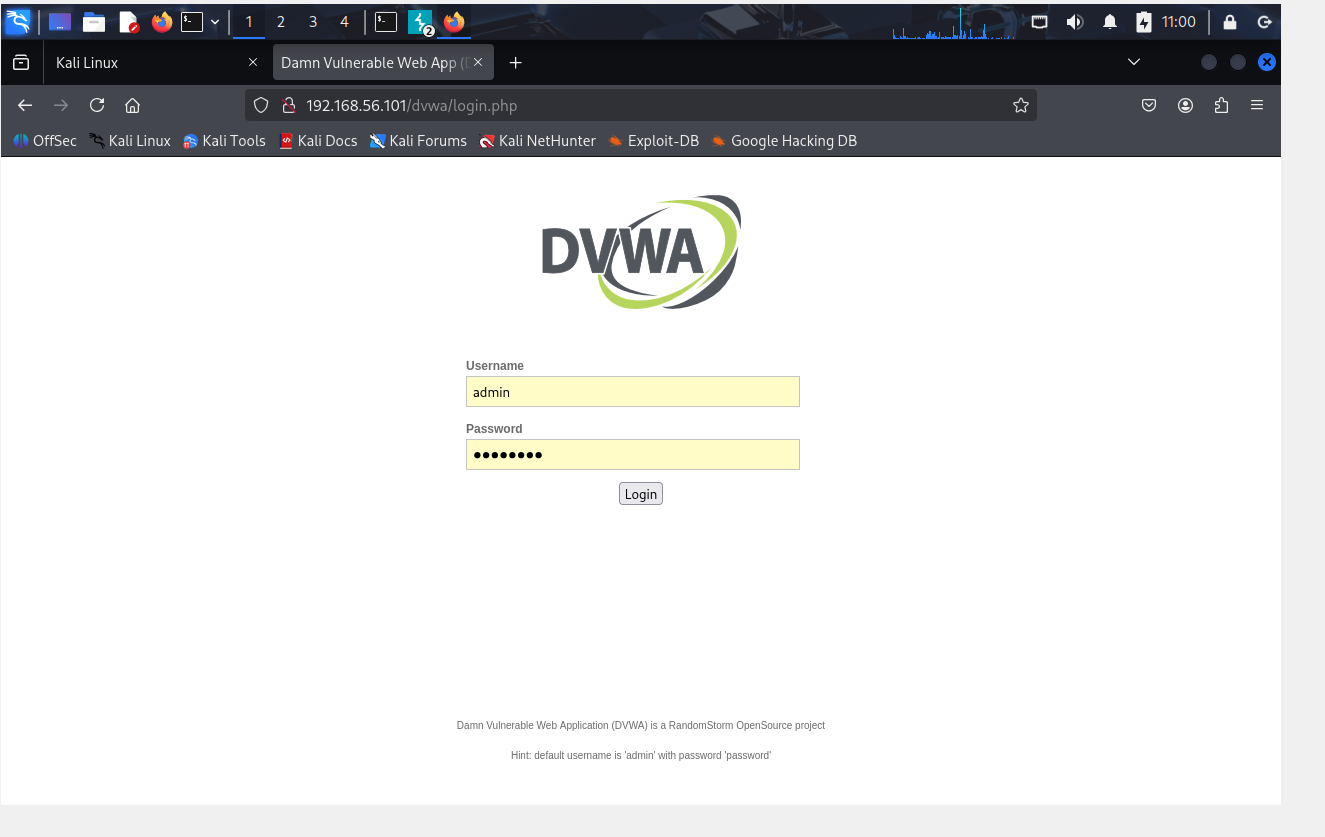 1 2 3 4 2 11:00
Kali Linux Damn Vulnerable Web App (D
192.168.56.101/dvwa/login.php
OffSec Kali Linux Kali Tools Kali Docs Kali Forums Kali NetHunter Exploit-DB Google Hacking DB
DVWA
Username
admin
Password
Login
Damn Vulnerable Web Application (DVWA) is a RandomStorm OpenSource project
Hint: default username is 'admin' with password 'password'